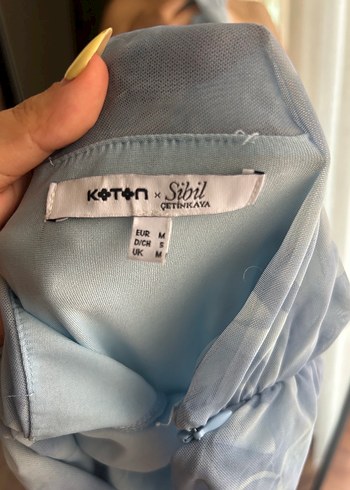 KOTON × Sibil
ÇETİNKAYA
EUR M
D/CH S
UK M